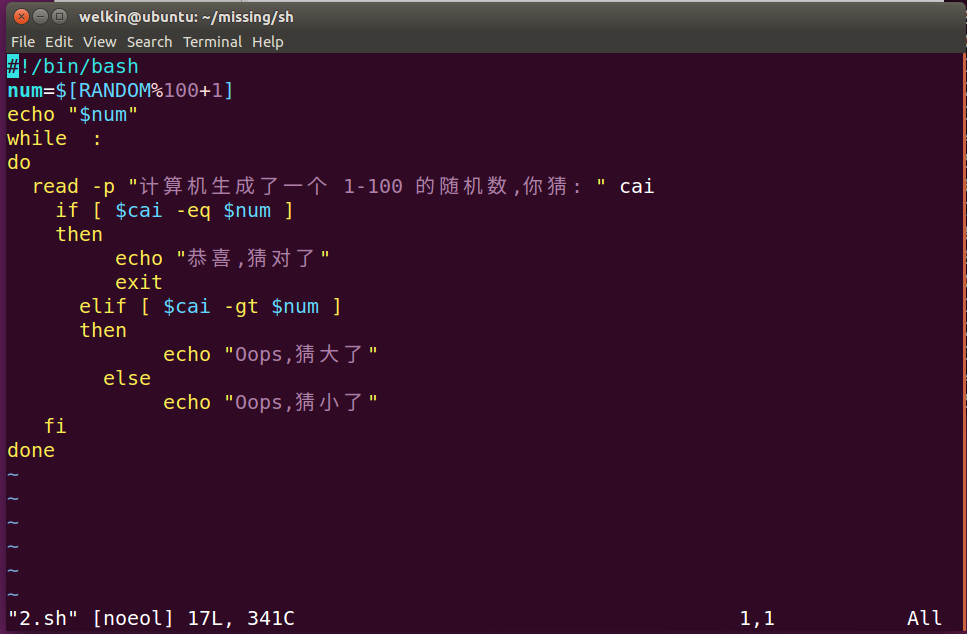 welkin@ubuntu: ~/missing/sh
File Edit View Search Terminal Help
#!/bin/bash
num=$[RANDOM%100+1]
echo "$num"
while  :
do
  read -p "计算机生成了一个 1-100 的随机数,你猜: " cai
    if [ $cai -eq $num ]
    then
         echo "恭喜,猜对了"
         exit
      elif [ $cai -gt $num ]
      then
             echo "Oops,猜大了"
        else
             echo "Oops,猜小了"
   fi
done
~
~
~
~
~
~
"2.sh" [noeol] 17L, 341C 1,1 All